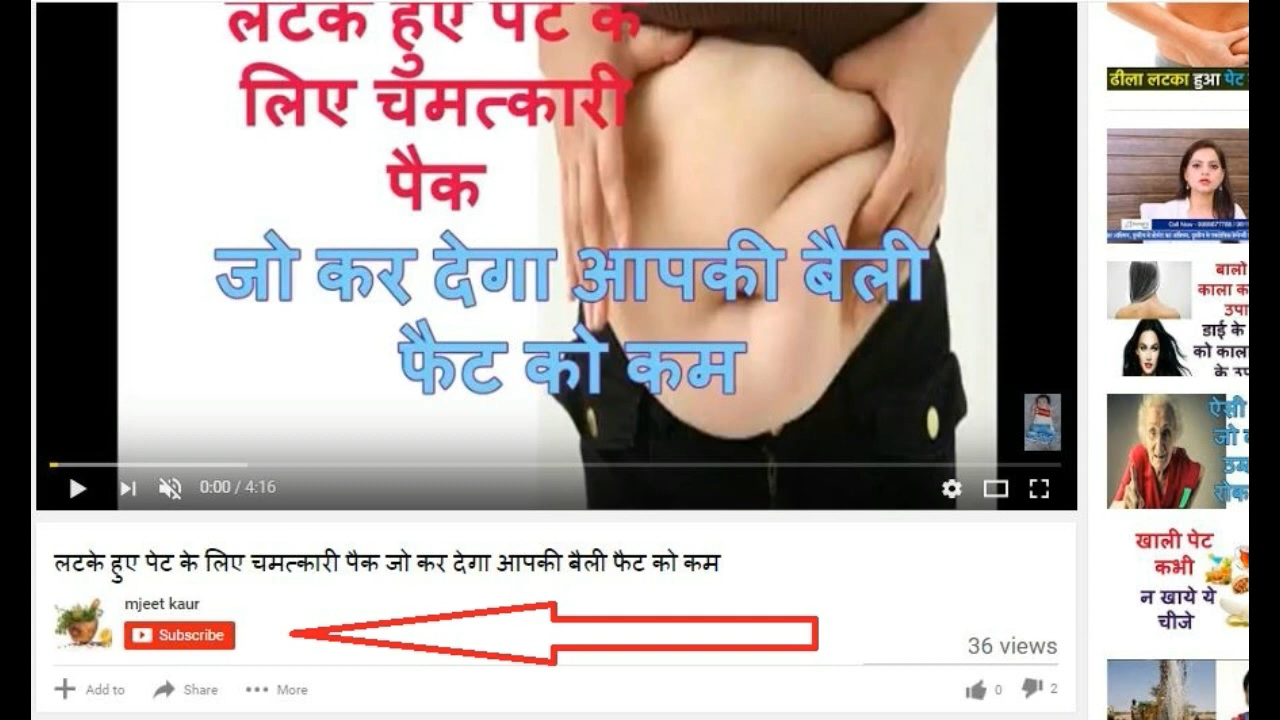 लटके हुए पेट के
लिए चमत्कारी
पैक
जो कर देगा आपकी बैली
फैट को कम
0:00 / 4:16
लटके हुए पेट के लिए चमत्कारी पैक जो कर देगा आपकी बैली फैट को कम
mjeet kaur
Subscribe
36 views
Add to
Share
More
0
2
ढीला लटका हुआ पेट
बालो
काला क
डाई के
को काला
ऐसी
जो
खाली पेट
कभी
न खाये ये
चीजे